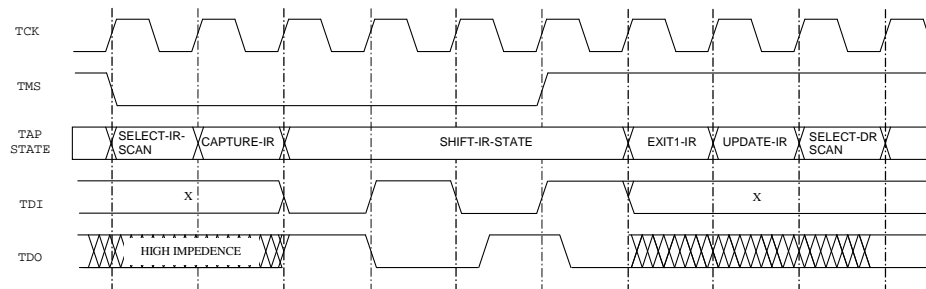 TCK
TMS
TAP
STATE
SELECT-IR-
SCAN
CAPTURE-IR
SHIFT-IR-STATE
EXIT1-IR
UPDATE-IR
SELECT-DR
SCAN
TDI
X
X
TDO
HIGH IMPEDENCE